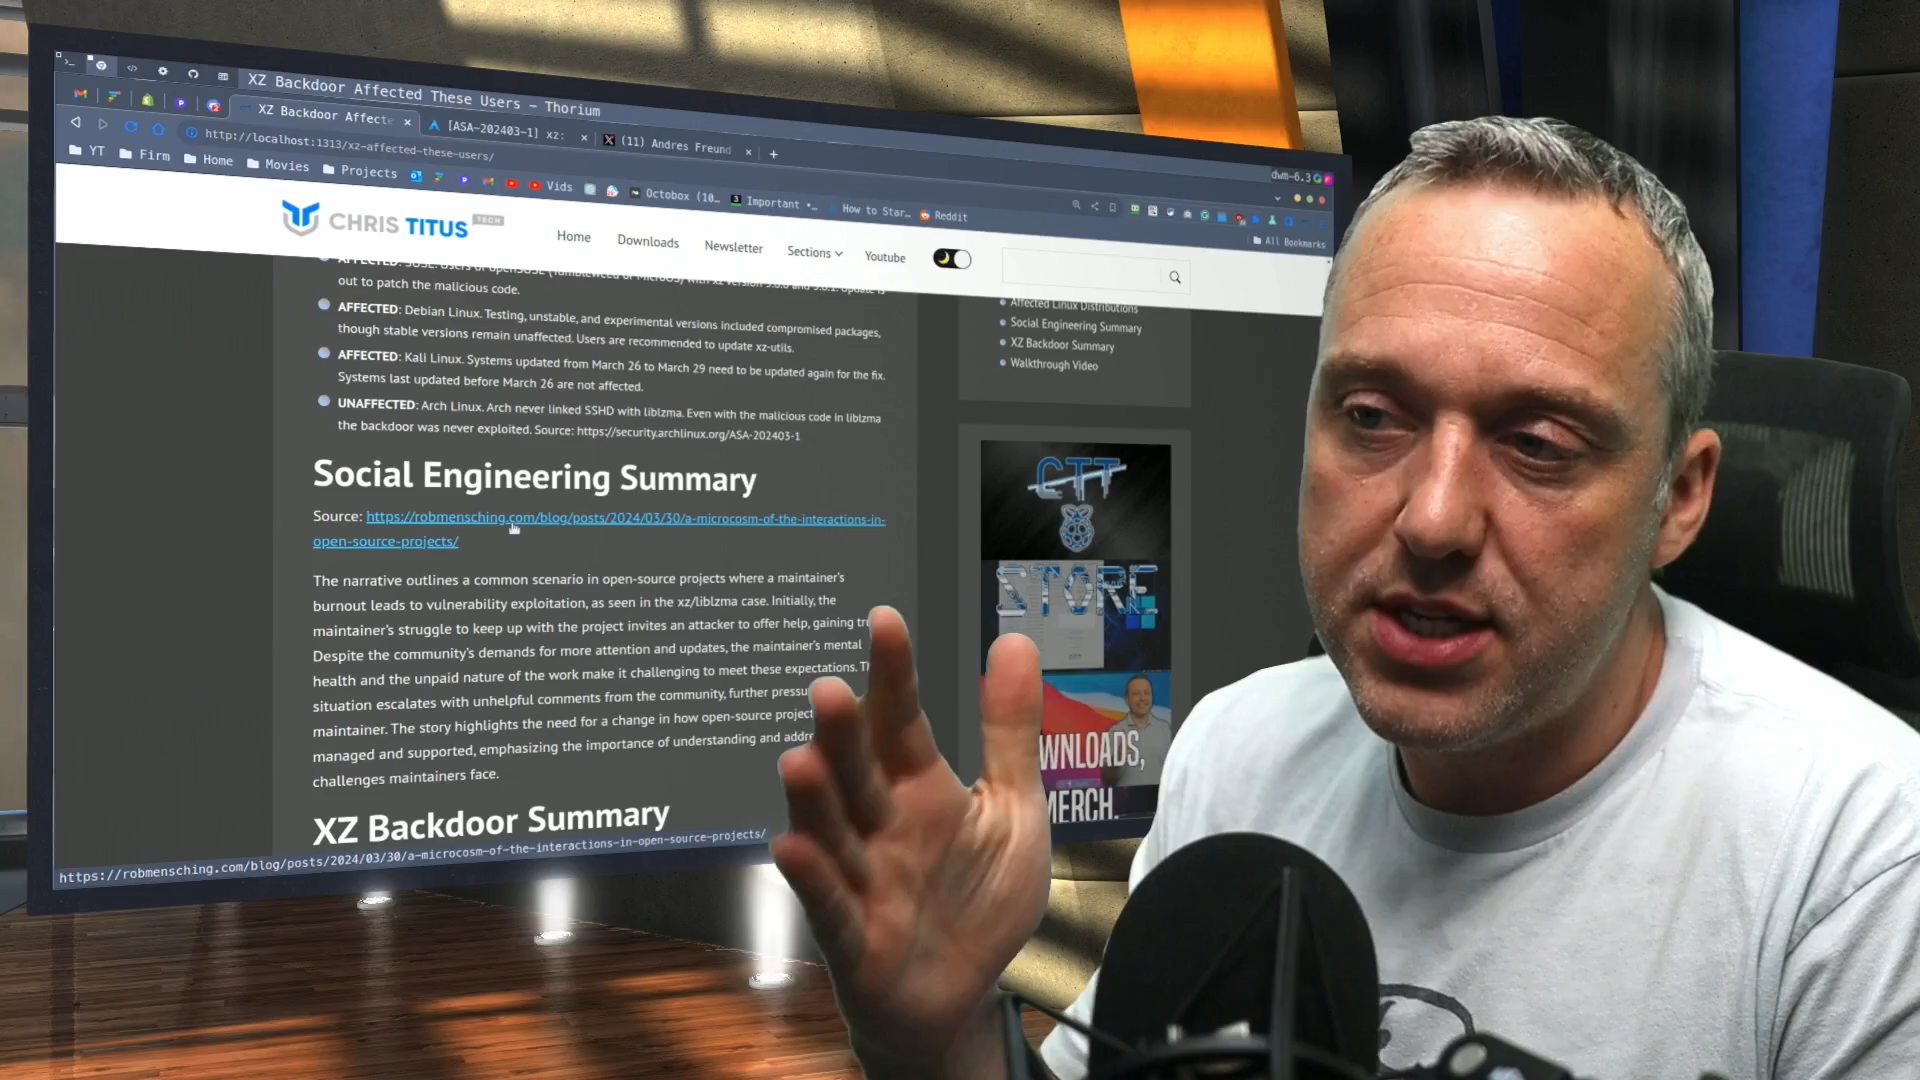 XZ Backdoor Affected These Users – Thorium
XZ Backdoor Affecte
[ASA-202403-1] xz:
(11) Andres Freund
dwm-6.3
http://localhost:1313/xz-affected-these-users/
YT
Firm
Home
Movies
Projects
Vids
Octobox (10…
Important •…
How to Star…
Reddit
All Bookmarks
CHRIS TITUS TECH
Home
Downloads
Newsletter
Sections
Youtube
out to patch the malicious code.
AFFECTED: Debian Linux. Testing, unstable, and experimental versions included compromised packages,
though stable versions remain unaffected. Users are recommended to update xz-utils.
AFFECTED: Kali Linux. Systems updated from March 26 to March 29 need to be updated again for the fix.
Systems last updated before March 26 are not affected.
UNAFFECTED: Arch Linux. Arch never linked SSHD with liblzma. Even with the malicious code in liblzma
the backdoor was never exploited. Source: https://security.archlinux.org/ASA-202403-1
Social Engineering Summary
Source: https://robmensching.com/blog/posts/2024/03/30/a-microcosm-of-the-interactions-in-
open-source-projects/
The narrative outlines a common scenario in open-source projects where a maintainer's
burnout leads to vulnerability exploitation, as seen in the xz/liblzma case. Initially, the
maintainer's struggle to keep up with the project invites an attacker to offer help, gaining
Despite the community's demands for more attention and updates, the maintainer's mental
health and the unpaid nature of the work make it challenging to meet these expectations.
situation escalates with unhelpful comments from the community, further
maintainer. The story highlights the need for a change in how open-source
managed and supported, emphasizing the importance of understanding and
challenges maintainers face.
XZ Backdoor Summary
https://robmensching.com/blog/posts/2024/03/30/a-microcosm-of-the-interactions-in-open-source-projects/
Affected Linux Distributions
Social Engineering Summary
XZ Backdoor Summary
Walkthrough Video
CTT
STORE
WNLOADS,
MERCH.